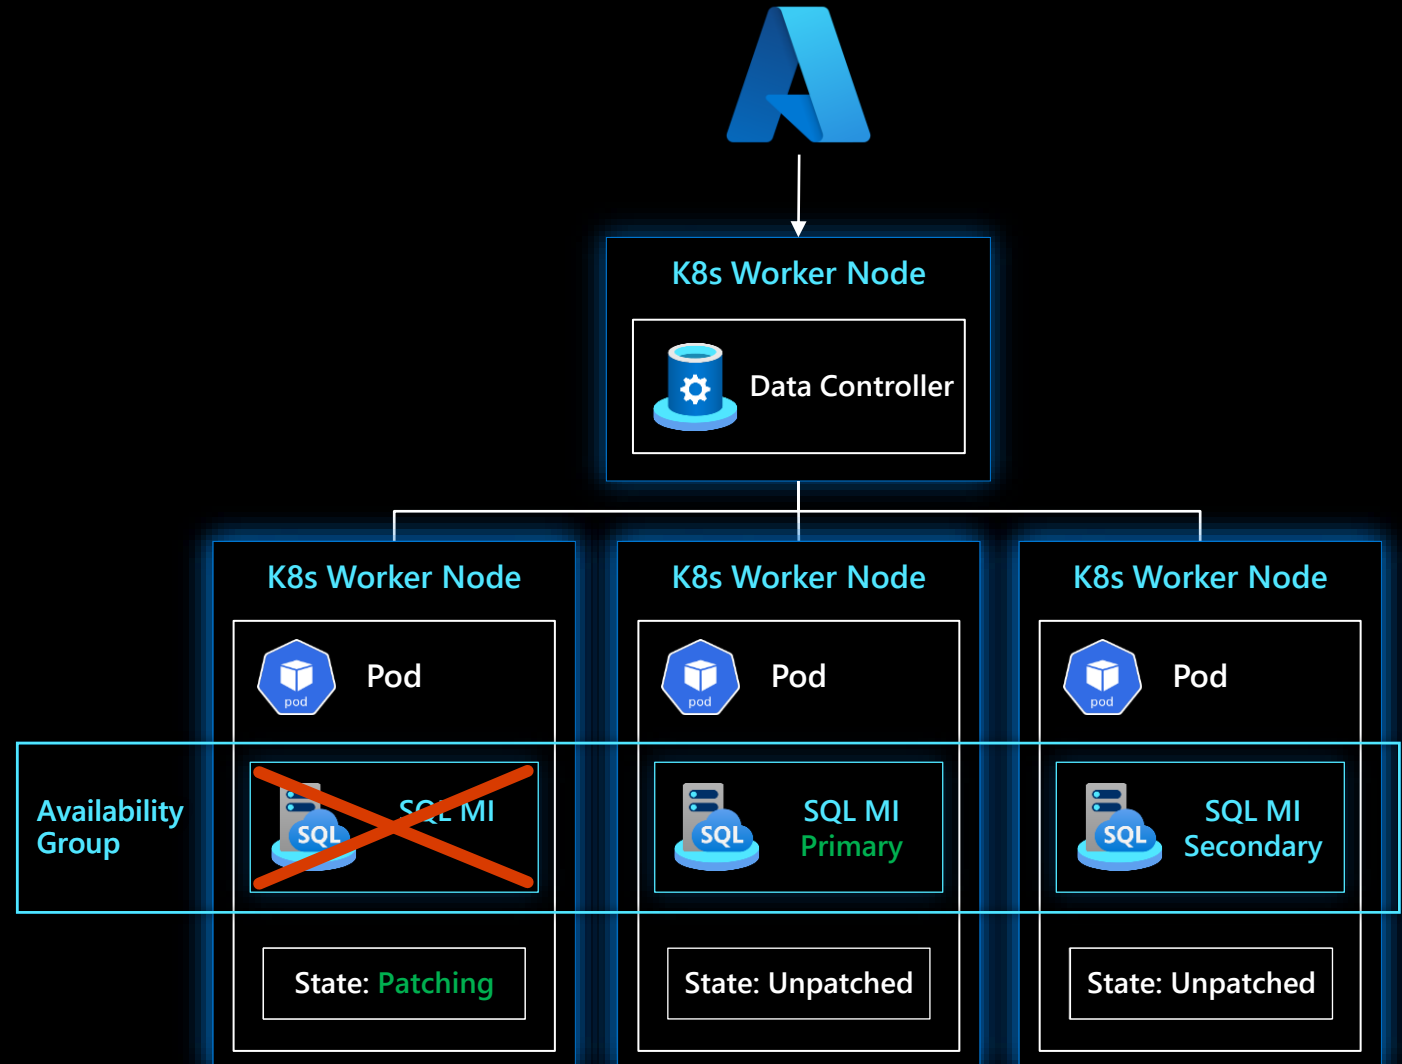 K8s Worker Node
Data Controller
K8s Worker Node
K8s Worker Node
K8s Worker Node
Pod
pod
Pod
pod
Pod
pod
Availability
Group
SQL MI
SQL
SQL MI
Primary
SQL
SQL MI
Secondary
SQL
State: Patching
State: Unpatched
State: Unpatched